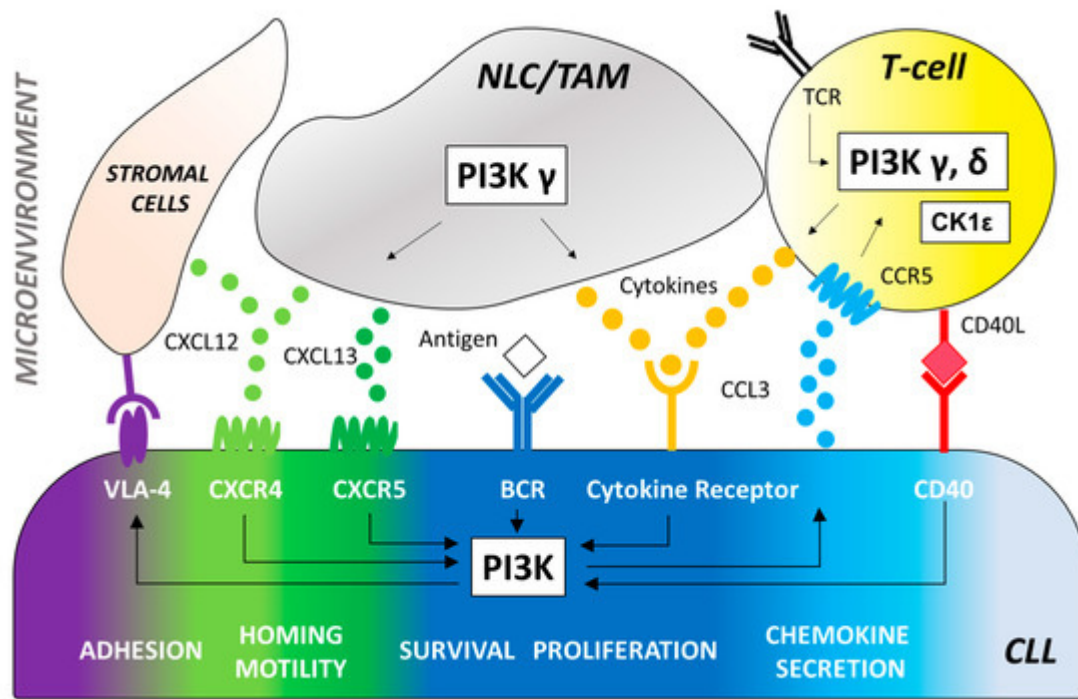 MICROENVIRONMENT
STROMAL
CELLS
NLC/TAM
PI3K γ
T-cell
TCR
PI3K γ, δ
CK1ε
CCR5
CXCL12
CXCL13
Antigen
Cytokines
CCL3
CD40L
VLA-4
CXCR4
CXCR5
BCR
Cytokine Receptor
CD40
PI3K
ADHESION
HOMING
MOTILITY
SURVIVAL
PROLIFERATION
CHEMOKINE
SECRETION
CLL